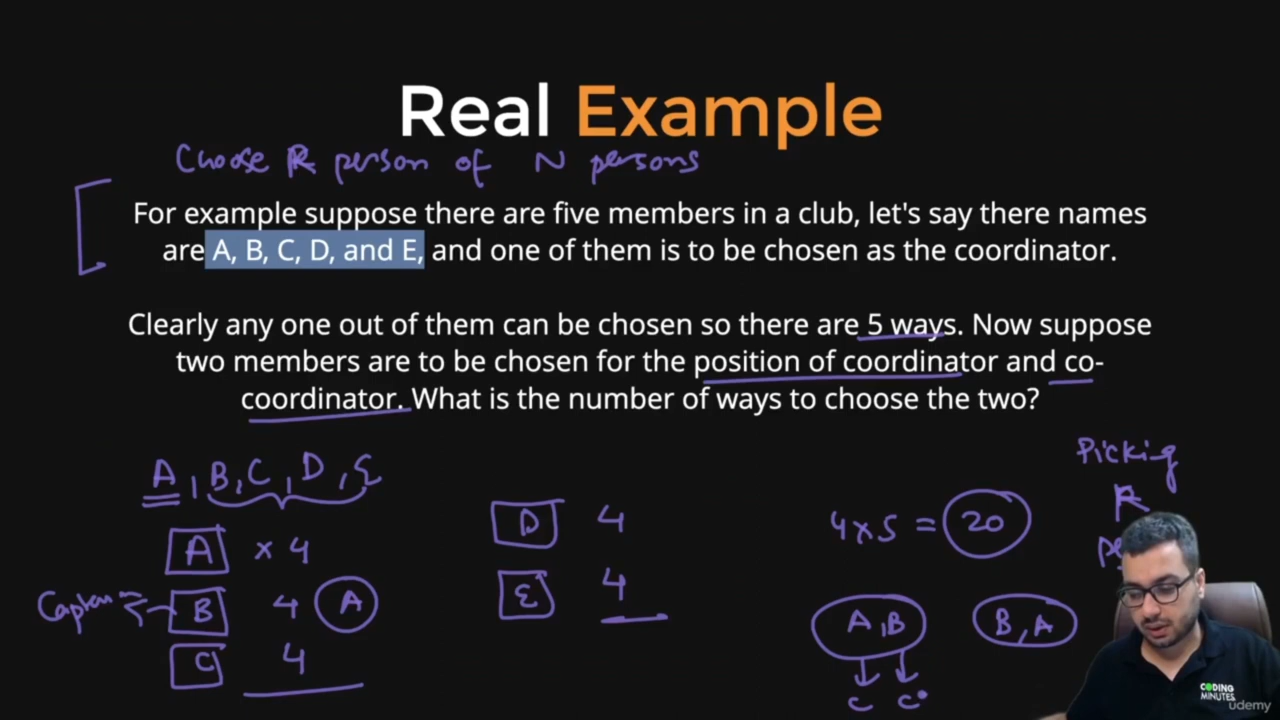 Real Example
Choose R person of N persons
For example suppose there are five members in a club, let's say there names
are A, B, C, D, and E, and one of them is to be chosen as the coordinator.
Clearly any one out of them can be chosen so there are 5 ways. Now suppose
two members are to be chosen for the position of coordinator and co-
coordinator. What is the number of ways to choose the two?
A, B, C, D, E
A × 4
B 4 A
C 4
D 4
E 4
4x5 = 20
A,B
B,A
C C
Picking
R
CODING
MINUTES
udemy